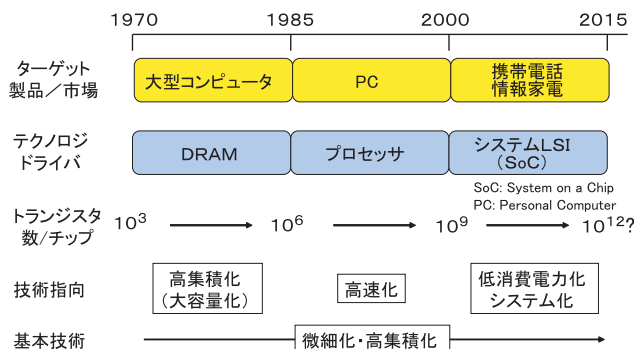 1970 1985 2000 2015
ターゲット
製品／市場
大型コンピュータ
PC
携帯電話
情報家電
テクノロジ
ドライバ
DRAM
プロセッサ
システムLSI
(SoC)
SoC: System on a Chip
PC: Personal Computer
トランジスタ
数/チップ
10³ 10⁶ 10⁹ 10¹²?
技術指向
高集積化
(大容量化)
高速化
低消費電力化
システム化
基本技術
微細化・高集積化